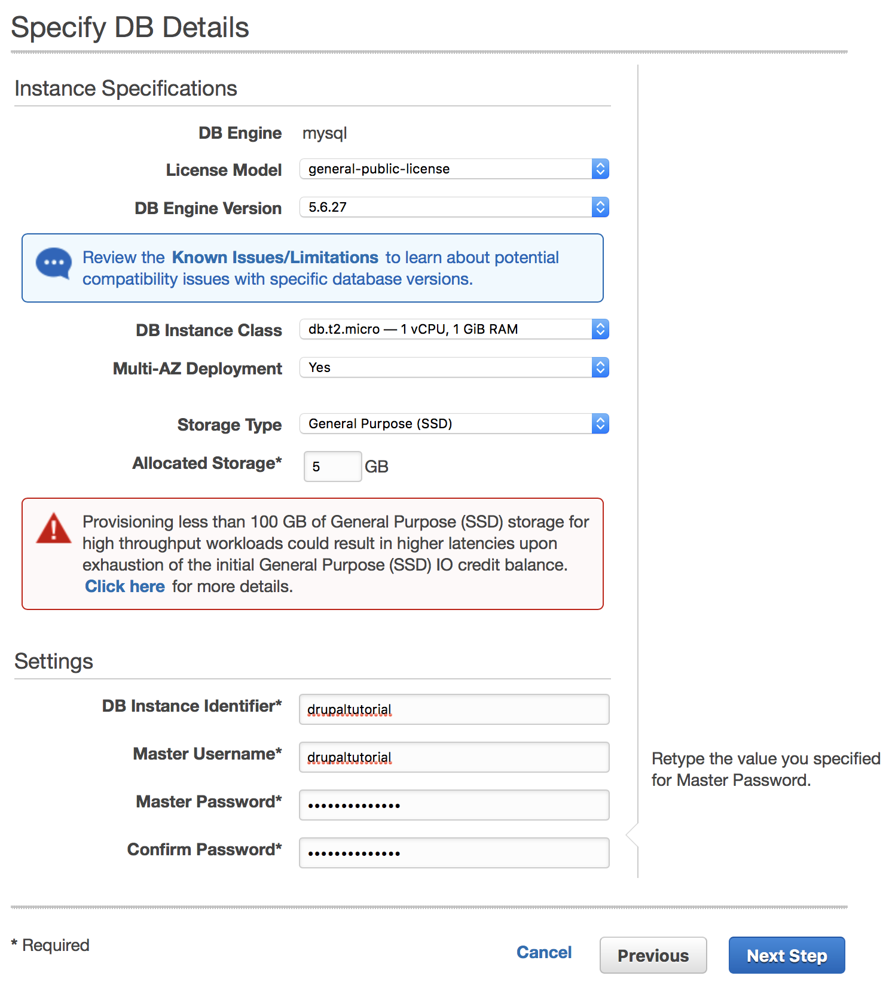 Specify DB Details
Instance Specifications
DB Engine mysql
License Model general-public-license
DB Engine Version 5.6.27
Review the Known Issues/Limitations to learn about potential
compatibility issues with specific database versions.
DB Instance Class db.t2.micro — 1 vCPU, 1 GiB RAM
Multi-AZ Deployment Yes
Storage Type General Purpose (SSD)
Allocated Storage* 5 GB
Provisioning less than 100 GB of General Purpose (SSD) storage for
high throughput workloads could result in higher latencies upon
exhaustion of the initial General Purpose (SSD) IO credit balance.
Click here for more details.
Settings
DB Instance Identifier* drupaltutorial
Master Username* drupaltutorial
Retype the value you specified
for Master Password.
Master Password* ••••••••••••••
Confirm Password* ••••••••••••••
* Required
Cancel Previous Next Step